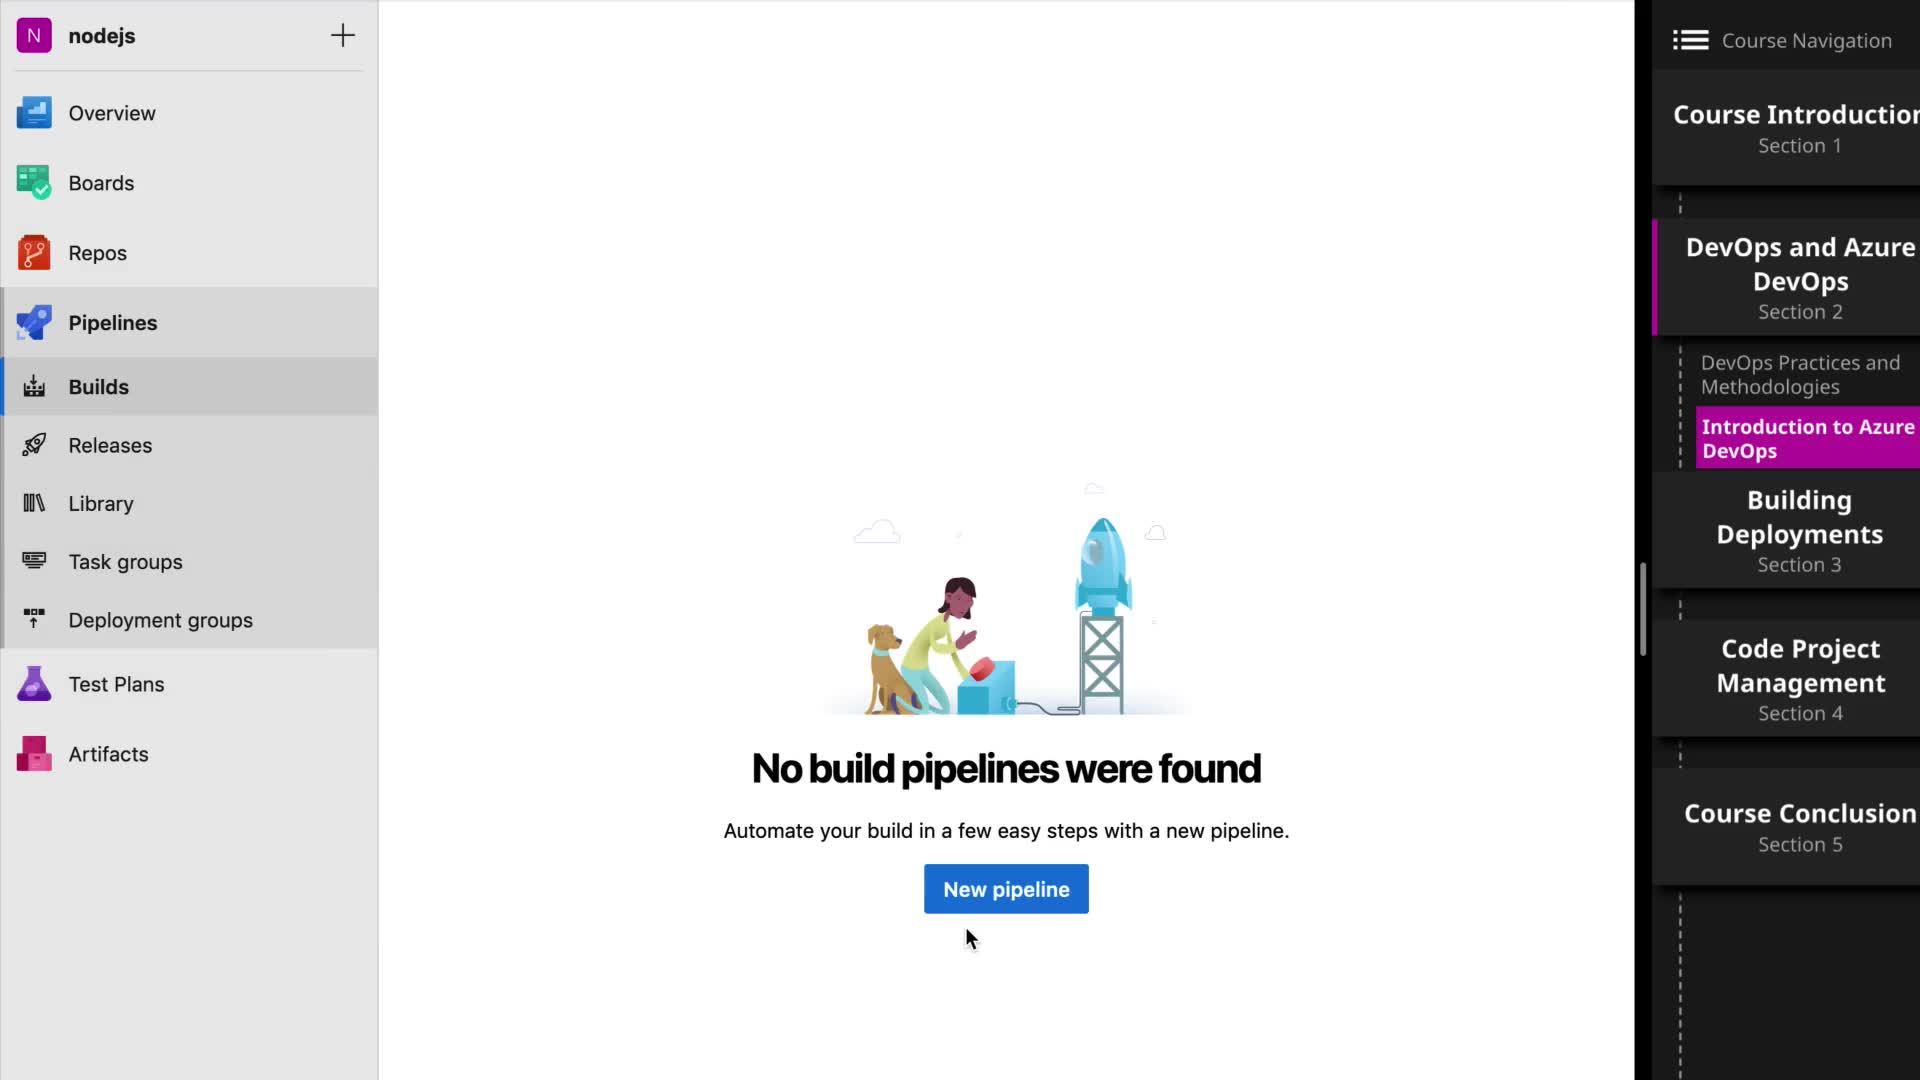 N nodejs
Overview
Boards
Repos
Pipelines
Builds
Releases
Library
Task groups
Deployment groups
Test Plans
Artifacts
No build pipelines were found
Automate your build in a few easy steps with a new pipeline.
New pipeline
Course Navigation
Course Introduction
Section 1
DevOps and Azure
DevOps
Section 2
DevOps Practices and
Methodologies
Introduction to Azure
DevOps
Building
Deployments
Section 3
Code Project
Management
Section 4
Course Conclusion
Section 5